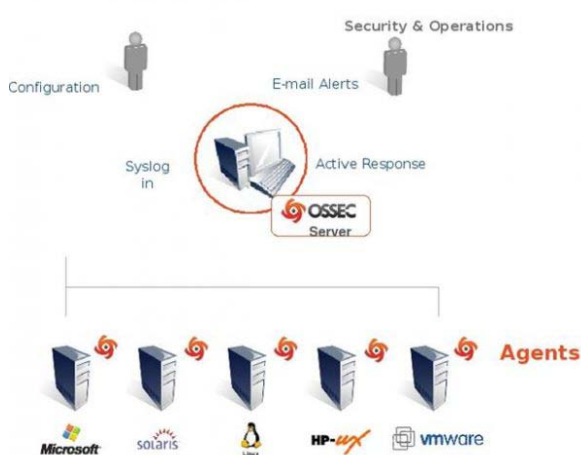 Security & Operations
Configuration
E-mail Alerts
Syslog
in
Active Response
OSSEC
Server
Agents
Microsoft
solaris
Linux
HP-UX
vmware